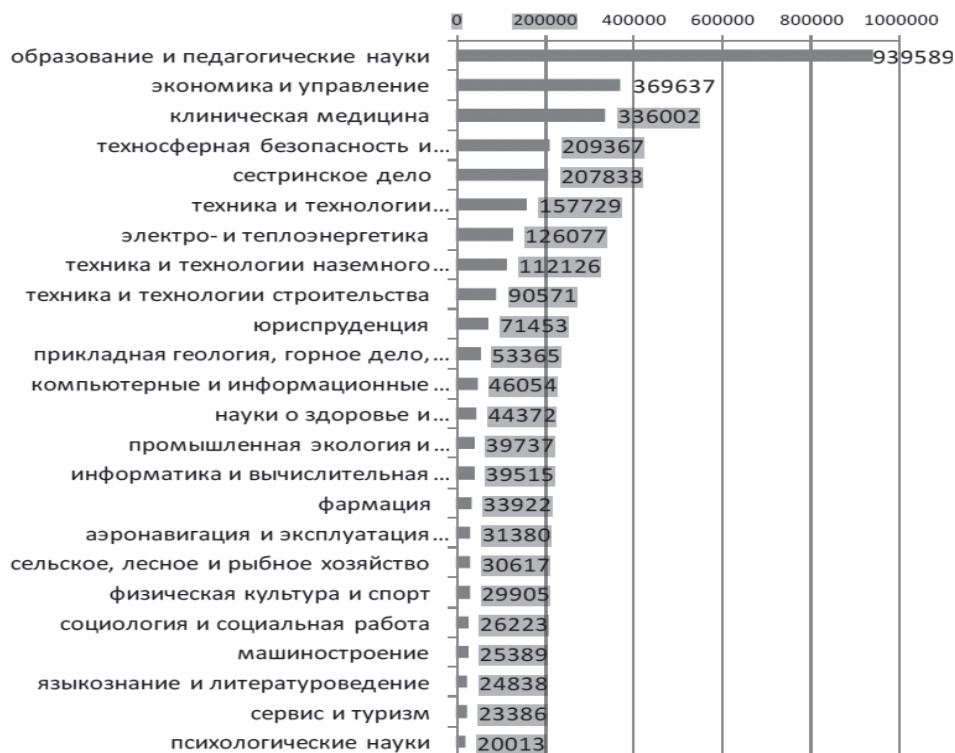 0 200000 400000 600000 800000 1000000
образование и педагогические науки 939589
экономика и управление 369637
клиническая медицина 336002
техносферная безопасность и... 209367
сестринское дело 207833
техника и технологии... 157729
электро- и теплоэнергетика 126077
техника и технологии наземного... 112126
техника и технологии строительства 90571
юриспруденция 71453
прикладная геология, горное дело,... 53365
компьютерные и информационные... 46054
науки о здоровье и... 44372
промышленная экология и... 39737
информатика и вычислительная... 39515
фармация 33922
аэронавигация и эксплуатация... 31380
сельское, лесное и рыбное хозяйство 30617
физическая культура и спорт 29905
социология и социальная работа 26223
машиностроение 25389
языкознание и литературоведение 24838
сервис и туризм 23386
психологические науки 20013